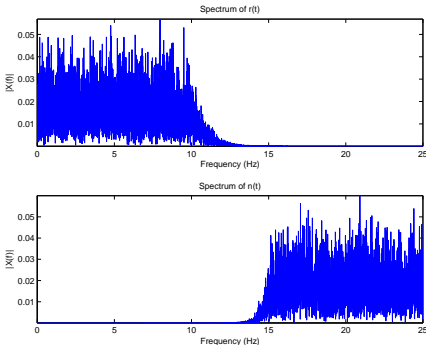 Spectrum of r(t)
|X(f)|
0.05
0.04
0.03
0.02
0.01
0 5 10 15 20 25
Frequency (Hz)
Spectrum of n(t)
|X(f)|
0.05
0.04
0.03
0.02
0.01
0 5 10 15 20 25
Frequency (Hz)